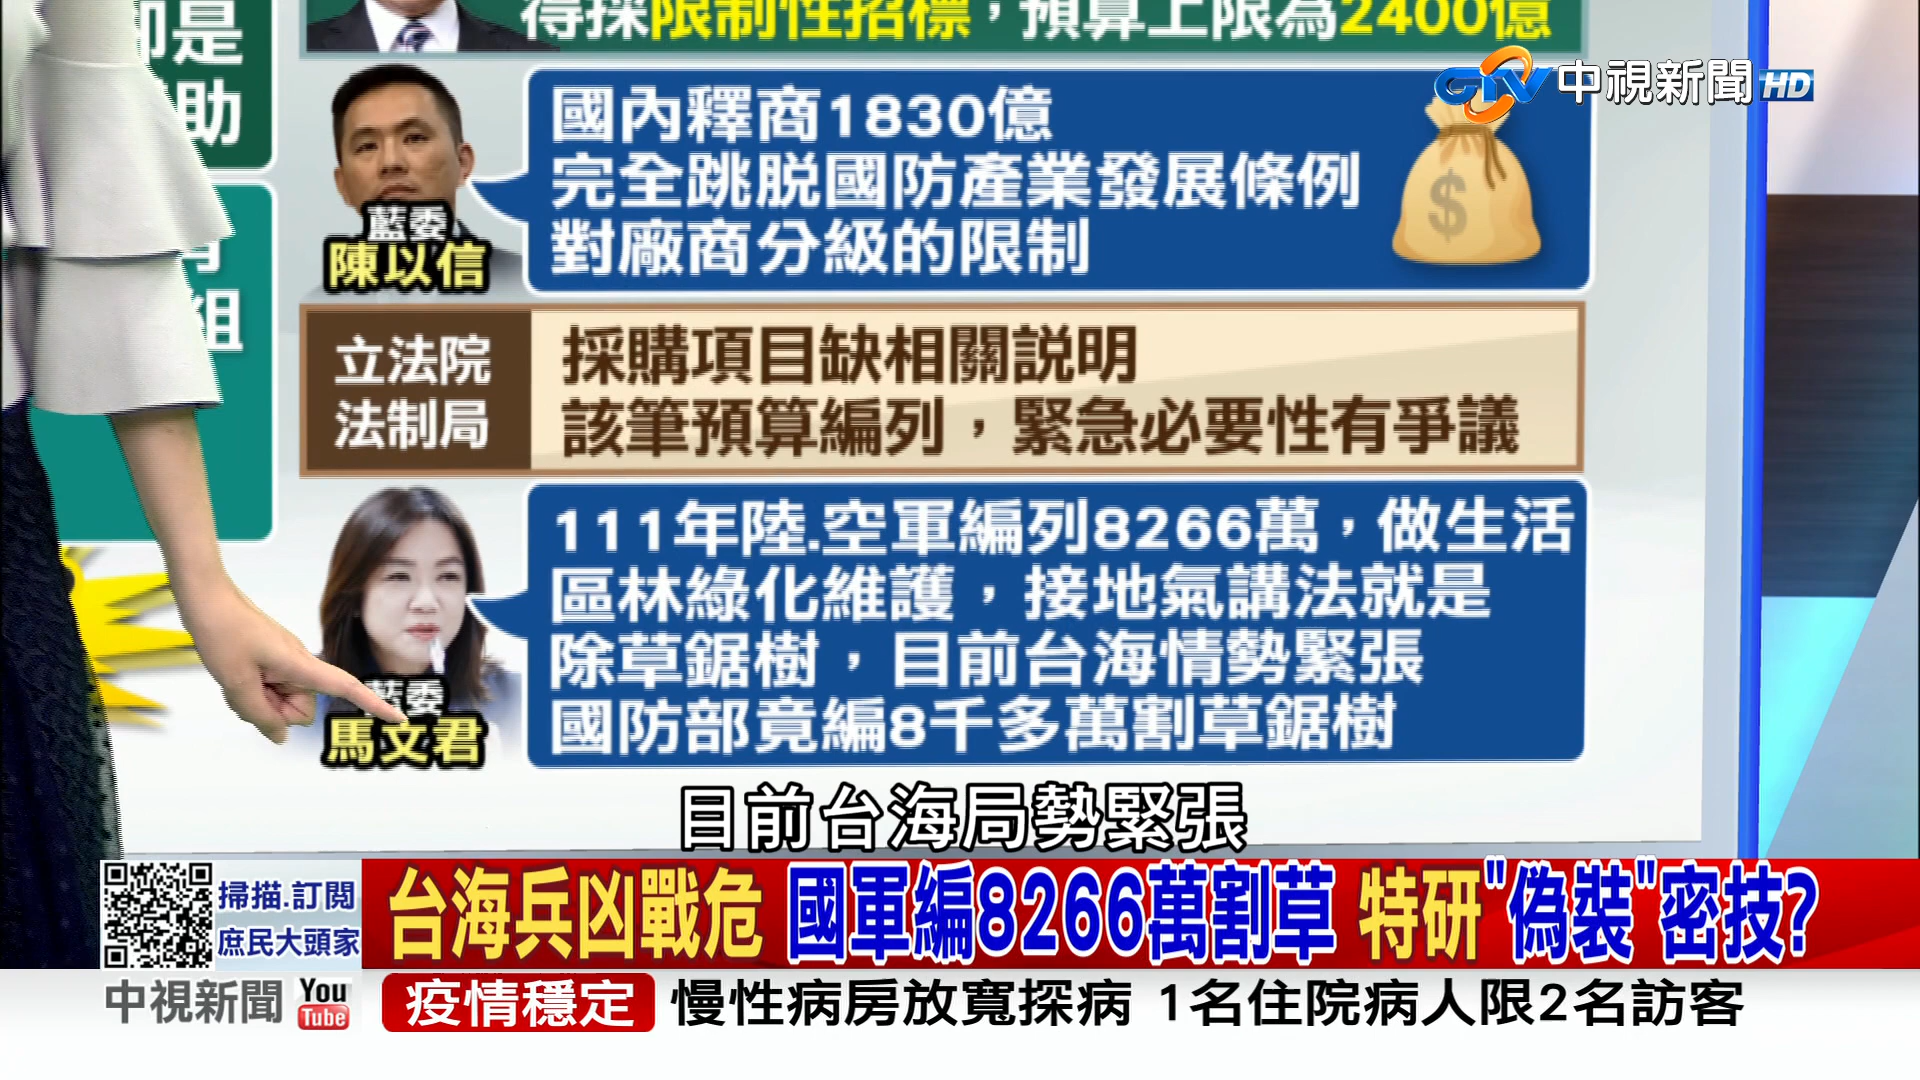 得採限制性招標，預算上限為2400億
即是
助
組
CTV中視新聞HD
國內釋商1830億
完全跳脫國防產業發展條例
對廠商分級的限制
藍委
陳以信
$
立法院
法制局
採購項目缺相關説明
該筆預算編列，緊急必要性有爭議
111年陸.空軍編列8266萬，做生活
區林綠化維護，接地氣講法就是
除草鋸樹，目前台海情勢緊張
國防部竟編8千多萬割草鋸樹
藍委
馬文君
目前台海局勢緊張
掃描.訂閱
庶民大頭家
台海兵凶戰危 國軍編8266萬割草 特研"偽裝"密技?
中視新聞 You Tube
疫情穩定 慢性病房放寬探病 1名住院病人限2名訪客